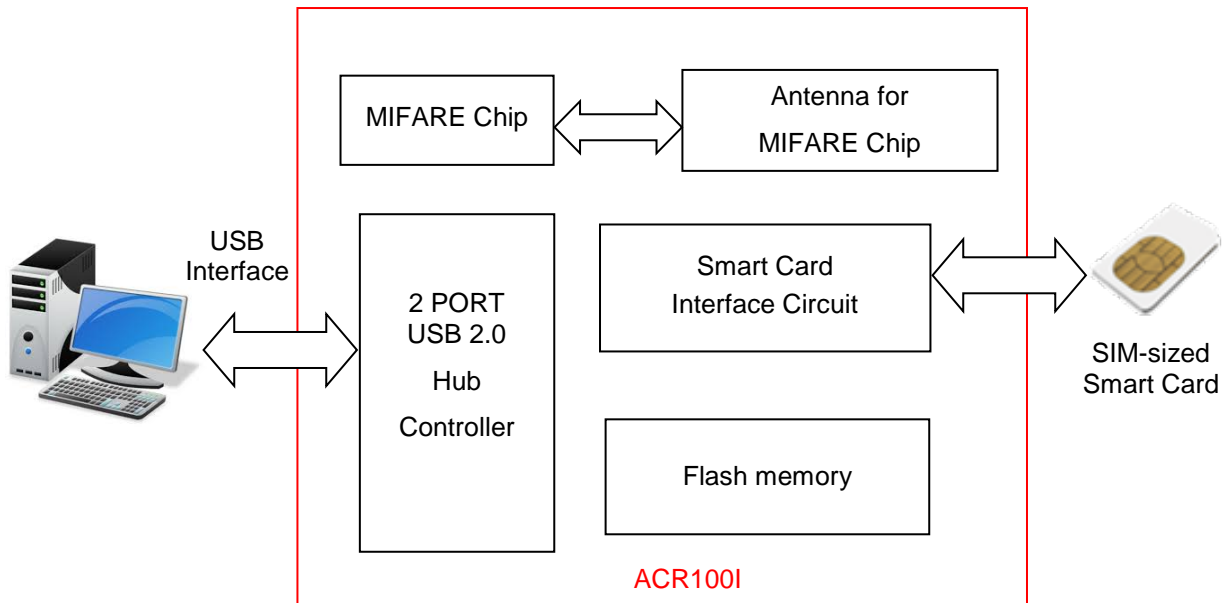 MIFARE Chip
Antenna for
MIFARE Chip
USB
Interface
2 PORT
USB 2.0
Hub
Controller
Smart Card
Interface Circuit
SIM-sized
Smart Card
Flash memory
ACR100I